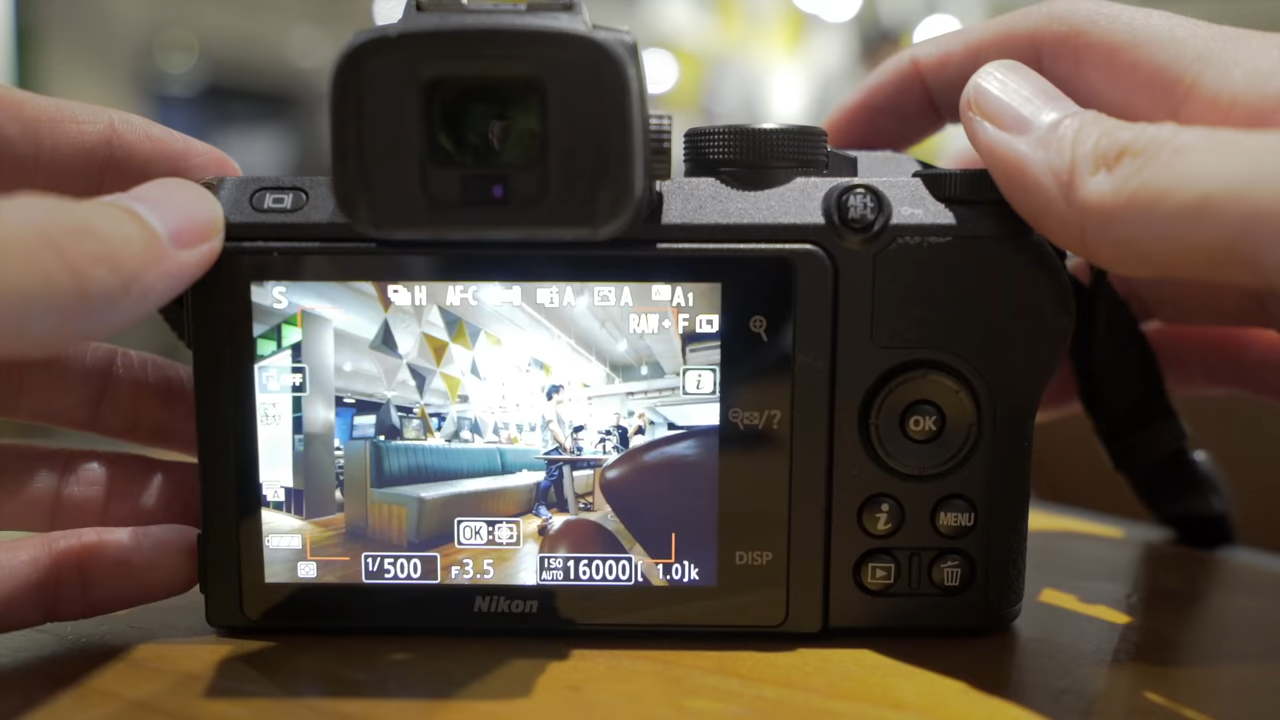 AE-L
AF-L
S H AF-C A A A1
RAW+F L
OFF
i
A
OK:
1/500 F3.5 ISO AUTO 16000 [ 1.0]k
Nikon
?
DISP
OK
i MENU